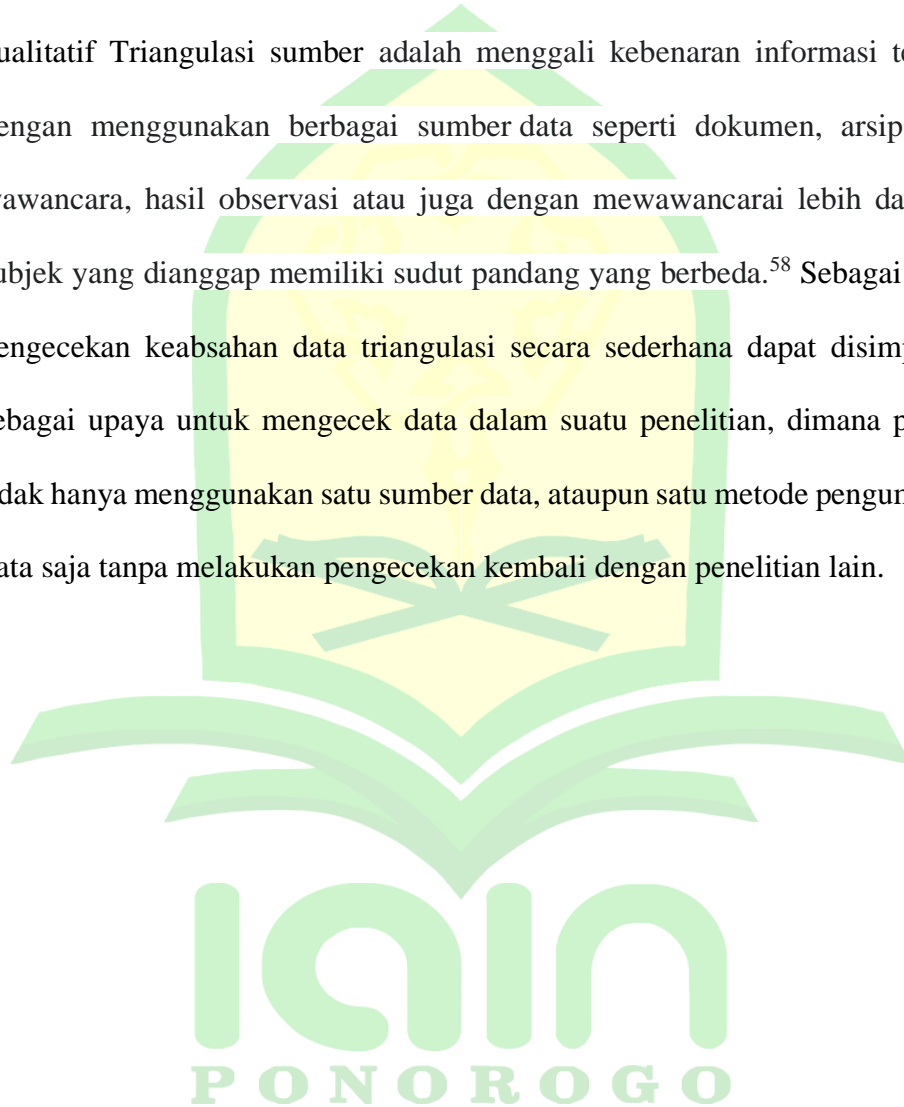 ualitatif Triangulasi sumber adalah menggali kebenaran informasi te
engan menggunakan berbagai sumber data seperti dokumen, arsip
awancara, hasil observasi atau juga dengan mewawancarai lebih da
ubjek yang dianggap memiliki sudut pandang yang berbeda.58 Sebagai
engecekan keabsahan data triangulasi secara sederhana dapat disimp
ebagai upaya untuk mengecek data dalam suatu penelitian, dimana p
dak hanya menggunakan satu sumber data, ataupun satu metode pengun
ata saja tanpa melakukan pengecekan kembali dengan penelitian lain.
iain
PONOROGO